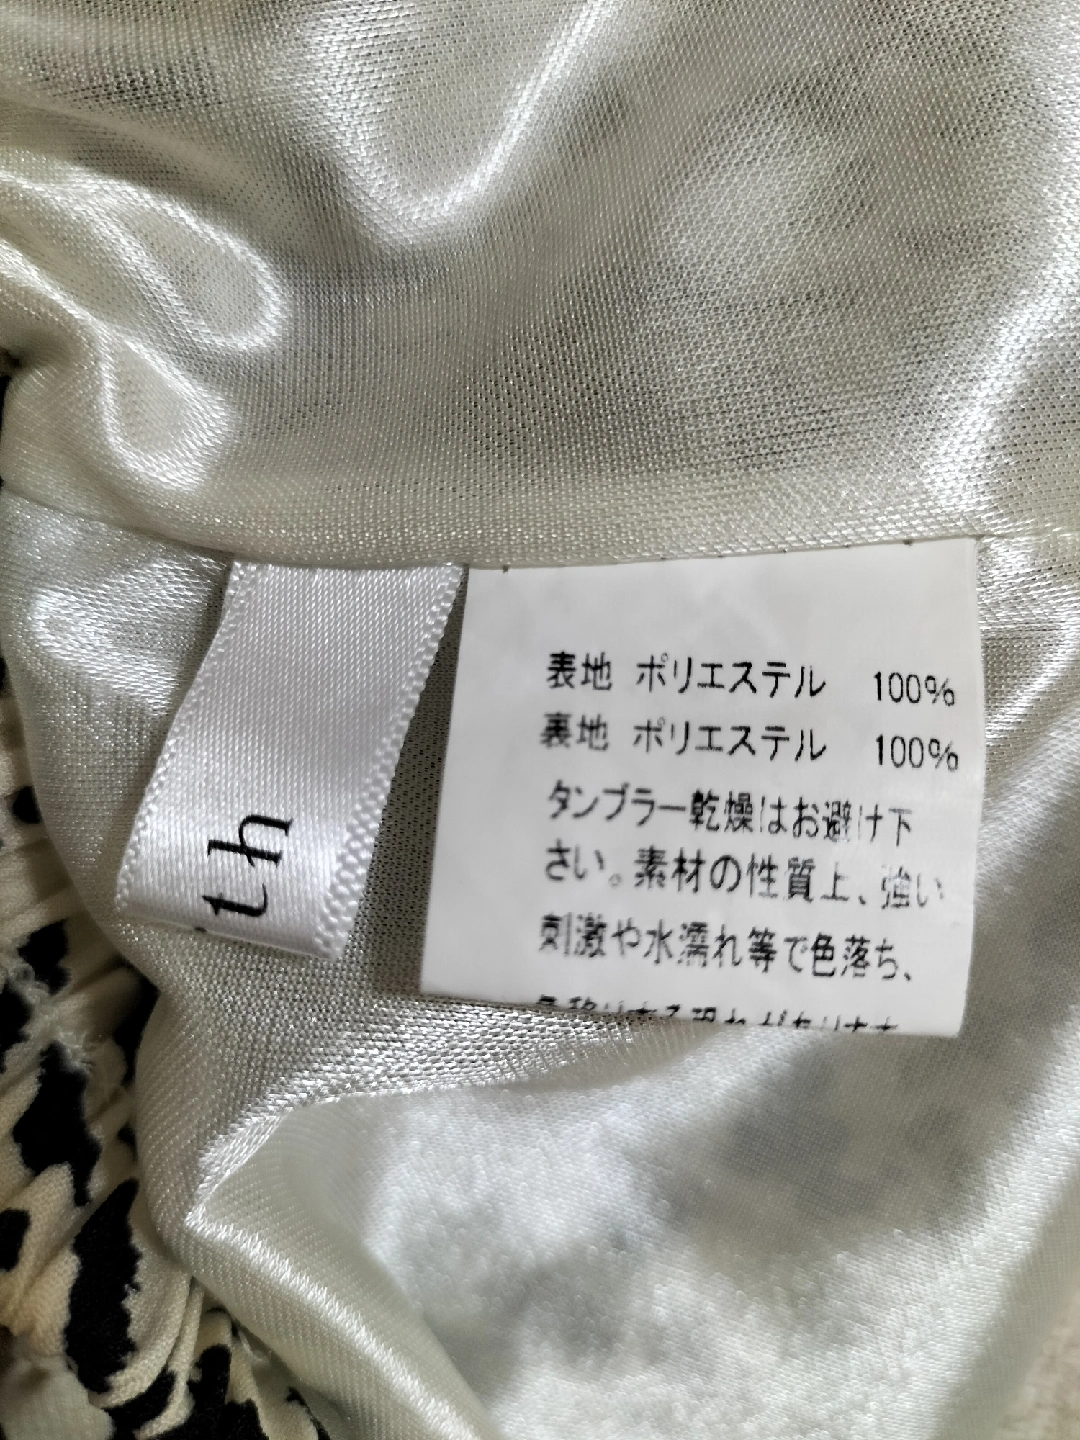 th
表地 ポリエステル 100%
表地 ポリエステル 100%
タンブラー乾燥はお避け下
さい。素材の性質上、強い
刺激や水濡れ等で色落ち、